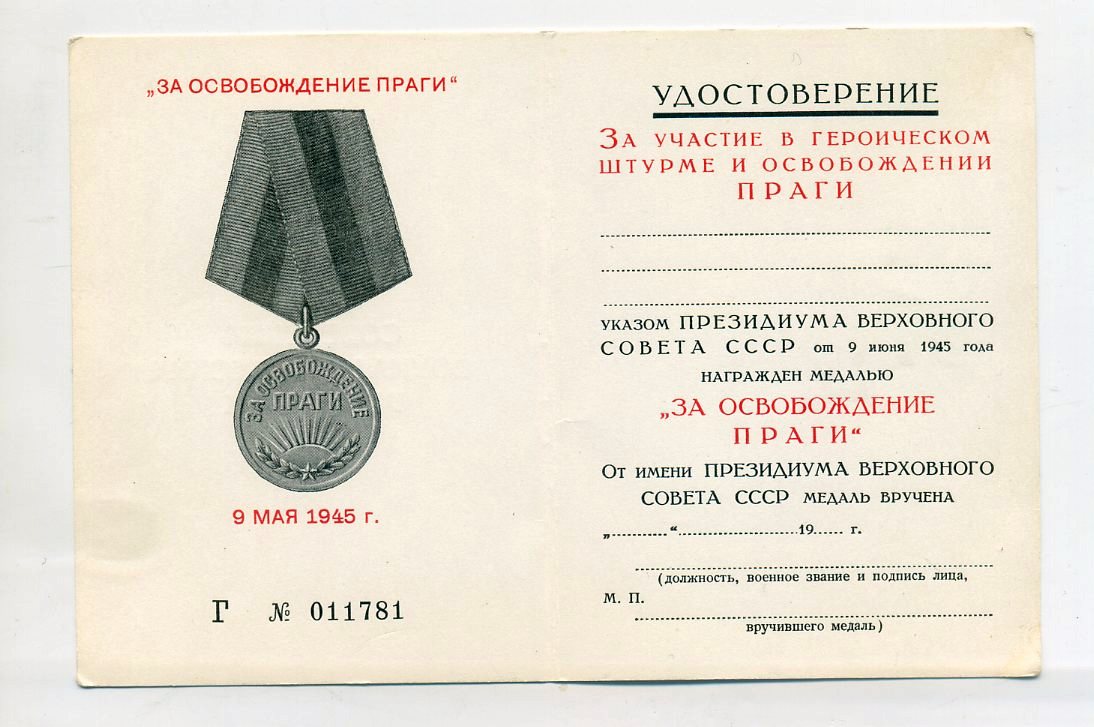 „ЗА ОСВОБОЖДЕНИЕ ПРАГИ“
ЗА ОСВОБОЖДЕНИЕ
ПРАГИ
9 МАЯ 1945 г.
Г № 011781
УДОСТОВЕРЕНИЕ
ЗА УЧАСТИЕ В ГЕРОИЧЕСКОМ
ШТУРМЕ И ОСВОБОЖДЕНИИ
ПРАГИ
УКАЗОМ ПРЕЗИДИУМА ВЕРХОВНОГО
СОВЕТА СССР от 9 июня 1945 года
НАГРАЖДЕН МЕДАЛЬЮ
„ЗА ОСВОБОЖДЕНИЕ
ПРАГИ“
ОТ ИМЕНИ ПРЕЗИДИУМА ВЕРХОВНОГО
СОВЕТА СССР МЕДАЛЬ ВРУЧЕНА
„..........“..........................19...... г.
(должность, военное звание и подпись лица,
М. П.
вручившего медаль)